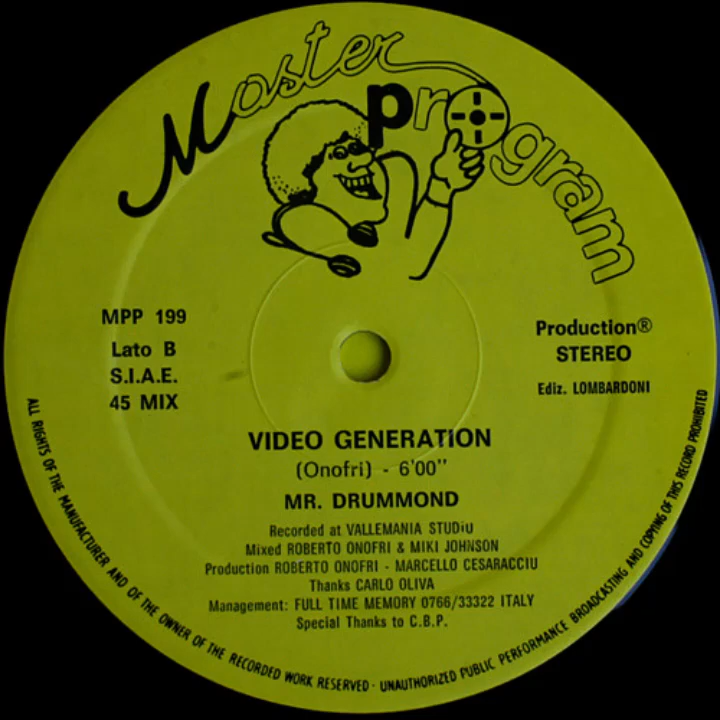 Master
program
MPP 199
Lato B
S.I.A.E.
45 MIX
Production®
STEREO
Ediz. LOMBARDONI
VIDEO GENERATION
(Onofri) - 6'00"
MR. DRUMMOND
Recorded at VALLEMANIA STUDIO
Mixed ROBERTO ONOFRI & MIKI JOHNSON
Production ROBERTO ONOFRI - MARCELLO CESARACCIU
Thanks CARLO OLIVA
Management: FULL TIME MEMORY 0766/33322 ITALY
Special Thanks to C.B.P.
ALL RIGHTS OF THE MANUFACTURER AND OF THE OWNER OF THE RECORDED WORK RESERVED · UNAUTHORIZED PUBLIC PERFORMANCE BROADCASTING AND COPYING OF THIS RECORD PROHIBITED